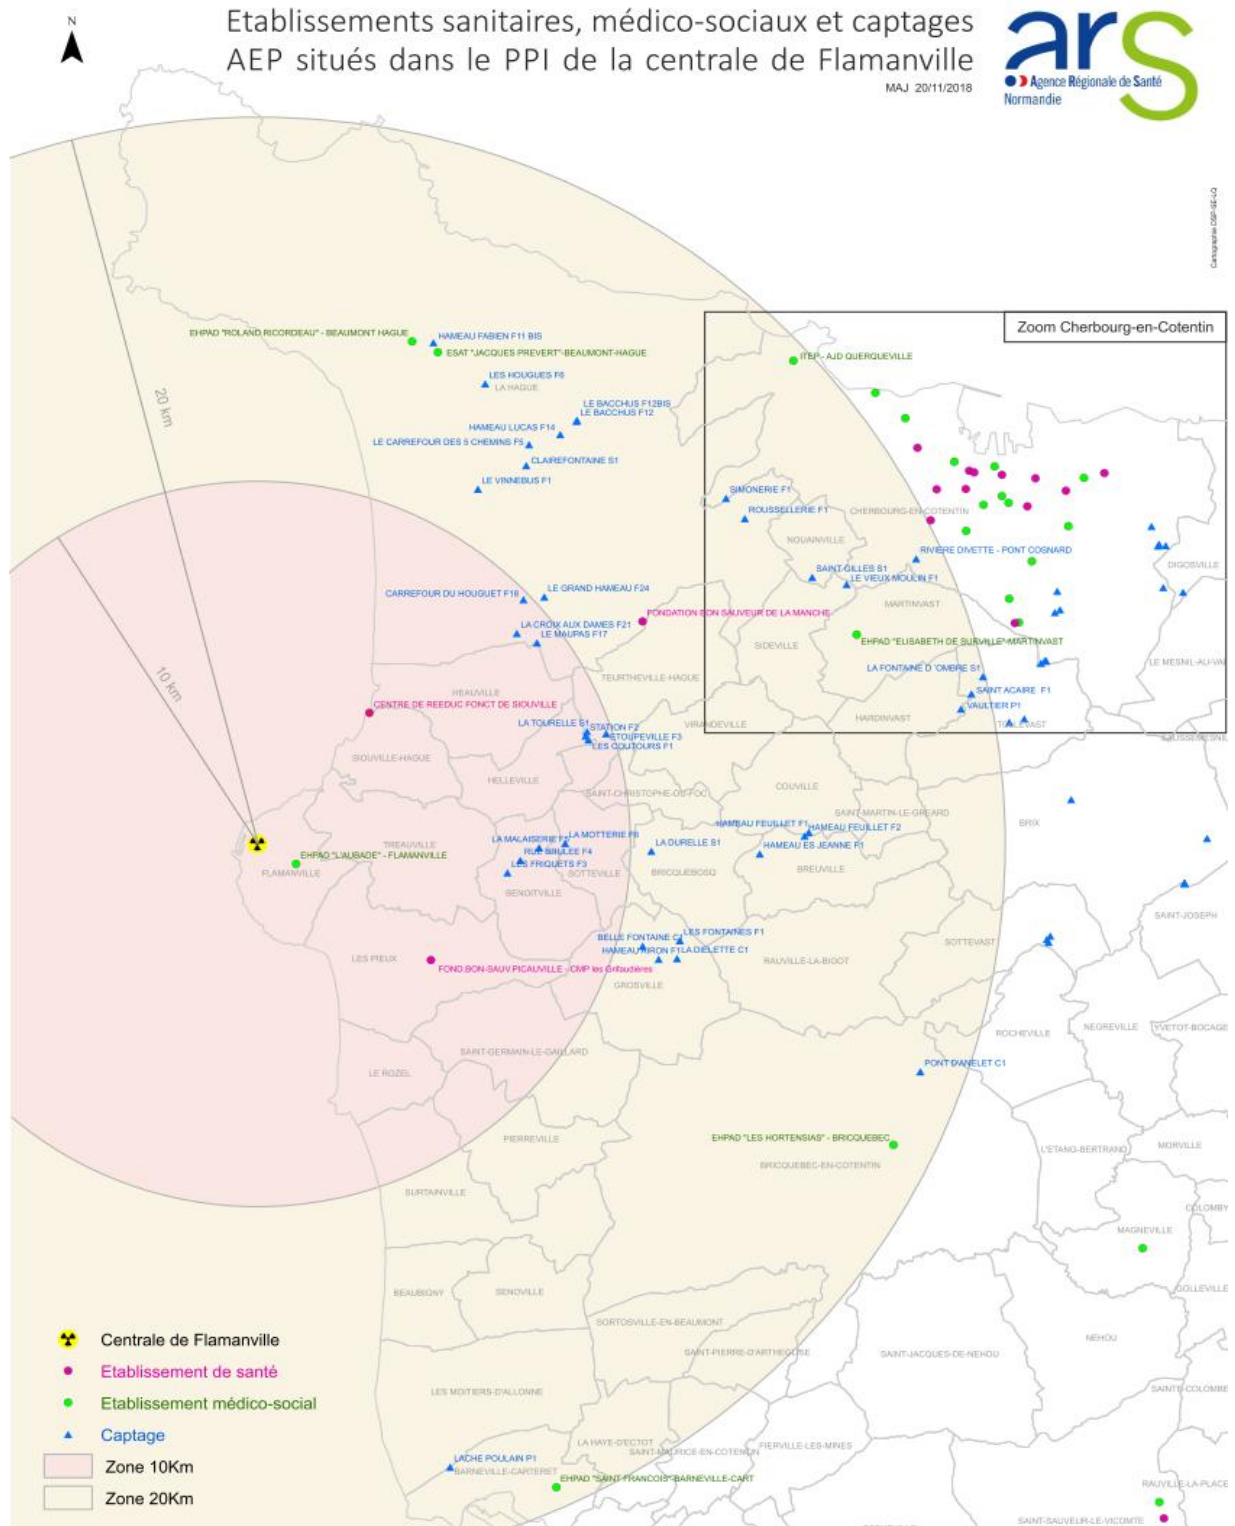 N
Etablissements sanitaires, médico-sociaux et captages
AEP situés dans le PPI de la centrale de Flamanville
MAJ 20/11/2018
ars
Agence Régionale de Santé
Normandie
Cartographie DSP-SE-LQ
Zoom Cherbourg-en-Cotentin
20 km
10 km
EHPAD "ROLAND RICORDEAU" - BEAUMONT HAGUE
HAMEAU FABIEN F11 BIS
ESAT "JACQUES PREVERT"-BEAUMONT-HAGUE
ITEP - AJD QUERQUEVILLE
LES HOUGUES F6
LA HAGUE
LE BACCHUS F12BIS
LE BACCHUS F12
HAMEAU LUCAS F14
LE CARREFOUR DES 5 CHEMINS F5
CLAIREFONTAINE S1
LE VINNEBUS F1
SIMONERIE F1
ROUSSELLERIE F1
CHERBOURG-EN-COTENTIN
NOUAINVILLE
RIVIERE DIVETTE - PONT COSNARD
DIGOSVILLE
SAINT GILLES S1
LE VIEUX MOULIN F1
CARREFOUR DU HOUGUET F18
LE GRAND HAMEAU F24
MARTINVAST
FONDATION BON SAUVEUR DE LA MANCHE
LA CROIX AUX DAMES F21
LE MAUPAS F17
SIDEVILLE
EHPAD "ELISABETH DE SURVILLE"-MARTINVAST
LE MESNIL-AU-VAL
LA FONTAINE D 'OMBRE S1
TEURTHEVILLE-HAGUE
HEAUVILLE
SAINT ACAIRE F1
CENTRE DE REEDUC FONCT DE SIOUVILLE
VAULTIER P1
HARDINVAST
TOLLEVAST
VIRANDEVILLE
LA TOURELLE S1
STATION F2
ETOUPEVILLE F3
LES COUTOURS F1
SAUSSEMESNIL
SIOUVILLE-HAGUE
HELLEVILLE
SAINT-CHRISTOPHE-DU-FOC
COUVILLE
SAINT-MARTIN-LE-GREARD
BRIX
HAMEAU FEUILLET F1
HAMEAU FEUILLET F2
LA MALAISERIE F5
LA MOTTERIE F6
TREAUVILLE
LA DURELLE S1
HAMEAU ES JEANNE F1
RUE BRULEE F4
EHPAD "L'AUBADE" - FLAMANVILLE
LES FRIQUETS F3
FLAMANVILLE
SOTTEVILLE
BRICQUEBOSQ
BREUVILLE
BENOITVILLE
SAINT-JOSEPH
LES FONTAINES F1
BELLE FONTAINE C1
SOTTEVAST
HAMEAU HIRON F1
LA DIELETTE C1
LES PIEUX
RAUVILLE-LA-BIGOT
FOND.BON-SAUV.PICAUVILLE - CMP les Grifaudières
GROSVILLE
ROCHEVILLE
NEGREVILLE
YVETOT-BOCAGE
SAINT-GERMAIN-LE-GAILLARD
PONT D'ANELET C1
LE ROZEL
EHPAD "LES HORTENSIAS" - BRICQUEBEC
PIERREVILLE
L'ETANG-BERTRAND
MORVILLE
BRICQUEBEC-EN-COTENTIN
SURTAINVILLE
COLOMBY
MAGNEVILLE
GOLLEVILLE
BEAUBIGNY
SENOVILLE
SORTOSVILLE-EN-BEAUMONT
NEHOU
SAINT-PIERRE-D'ARTHEGLISE
SAINT-JACQUES-DE-NEHOU
SAINTE-COLOMBE
LES MOITIERS-D'ALLONNE
LA HAYE-D'ECTOT
SAINT-MAURICE-EN-COTENTIN
FIERVILLE-LES-MINES
LACHE POULAIN P1
BARNEVILLE-CARTERET
EHPAD "SAINT FRANCOIS"-BARNEVILLE-CART
RAUVILLE-LA-PLACE
SAINT-SAUVEUR-LE-VICOMTE
Centrale de Flamanville
Etablissement de santé
Etablissement médico-social
Captage
Zone 10Km
Zone 20Km